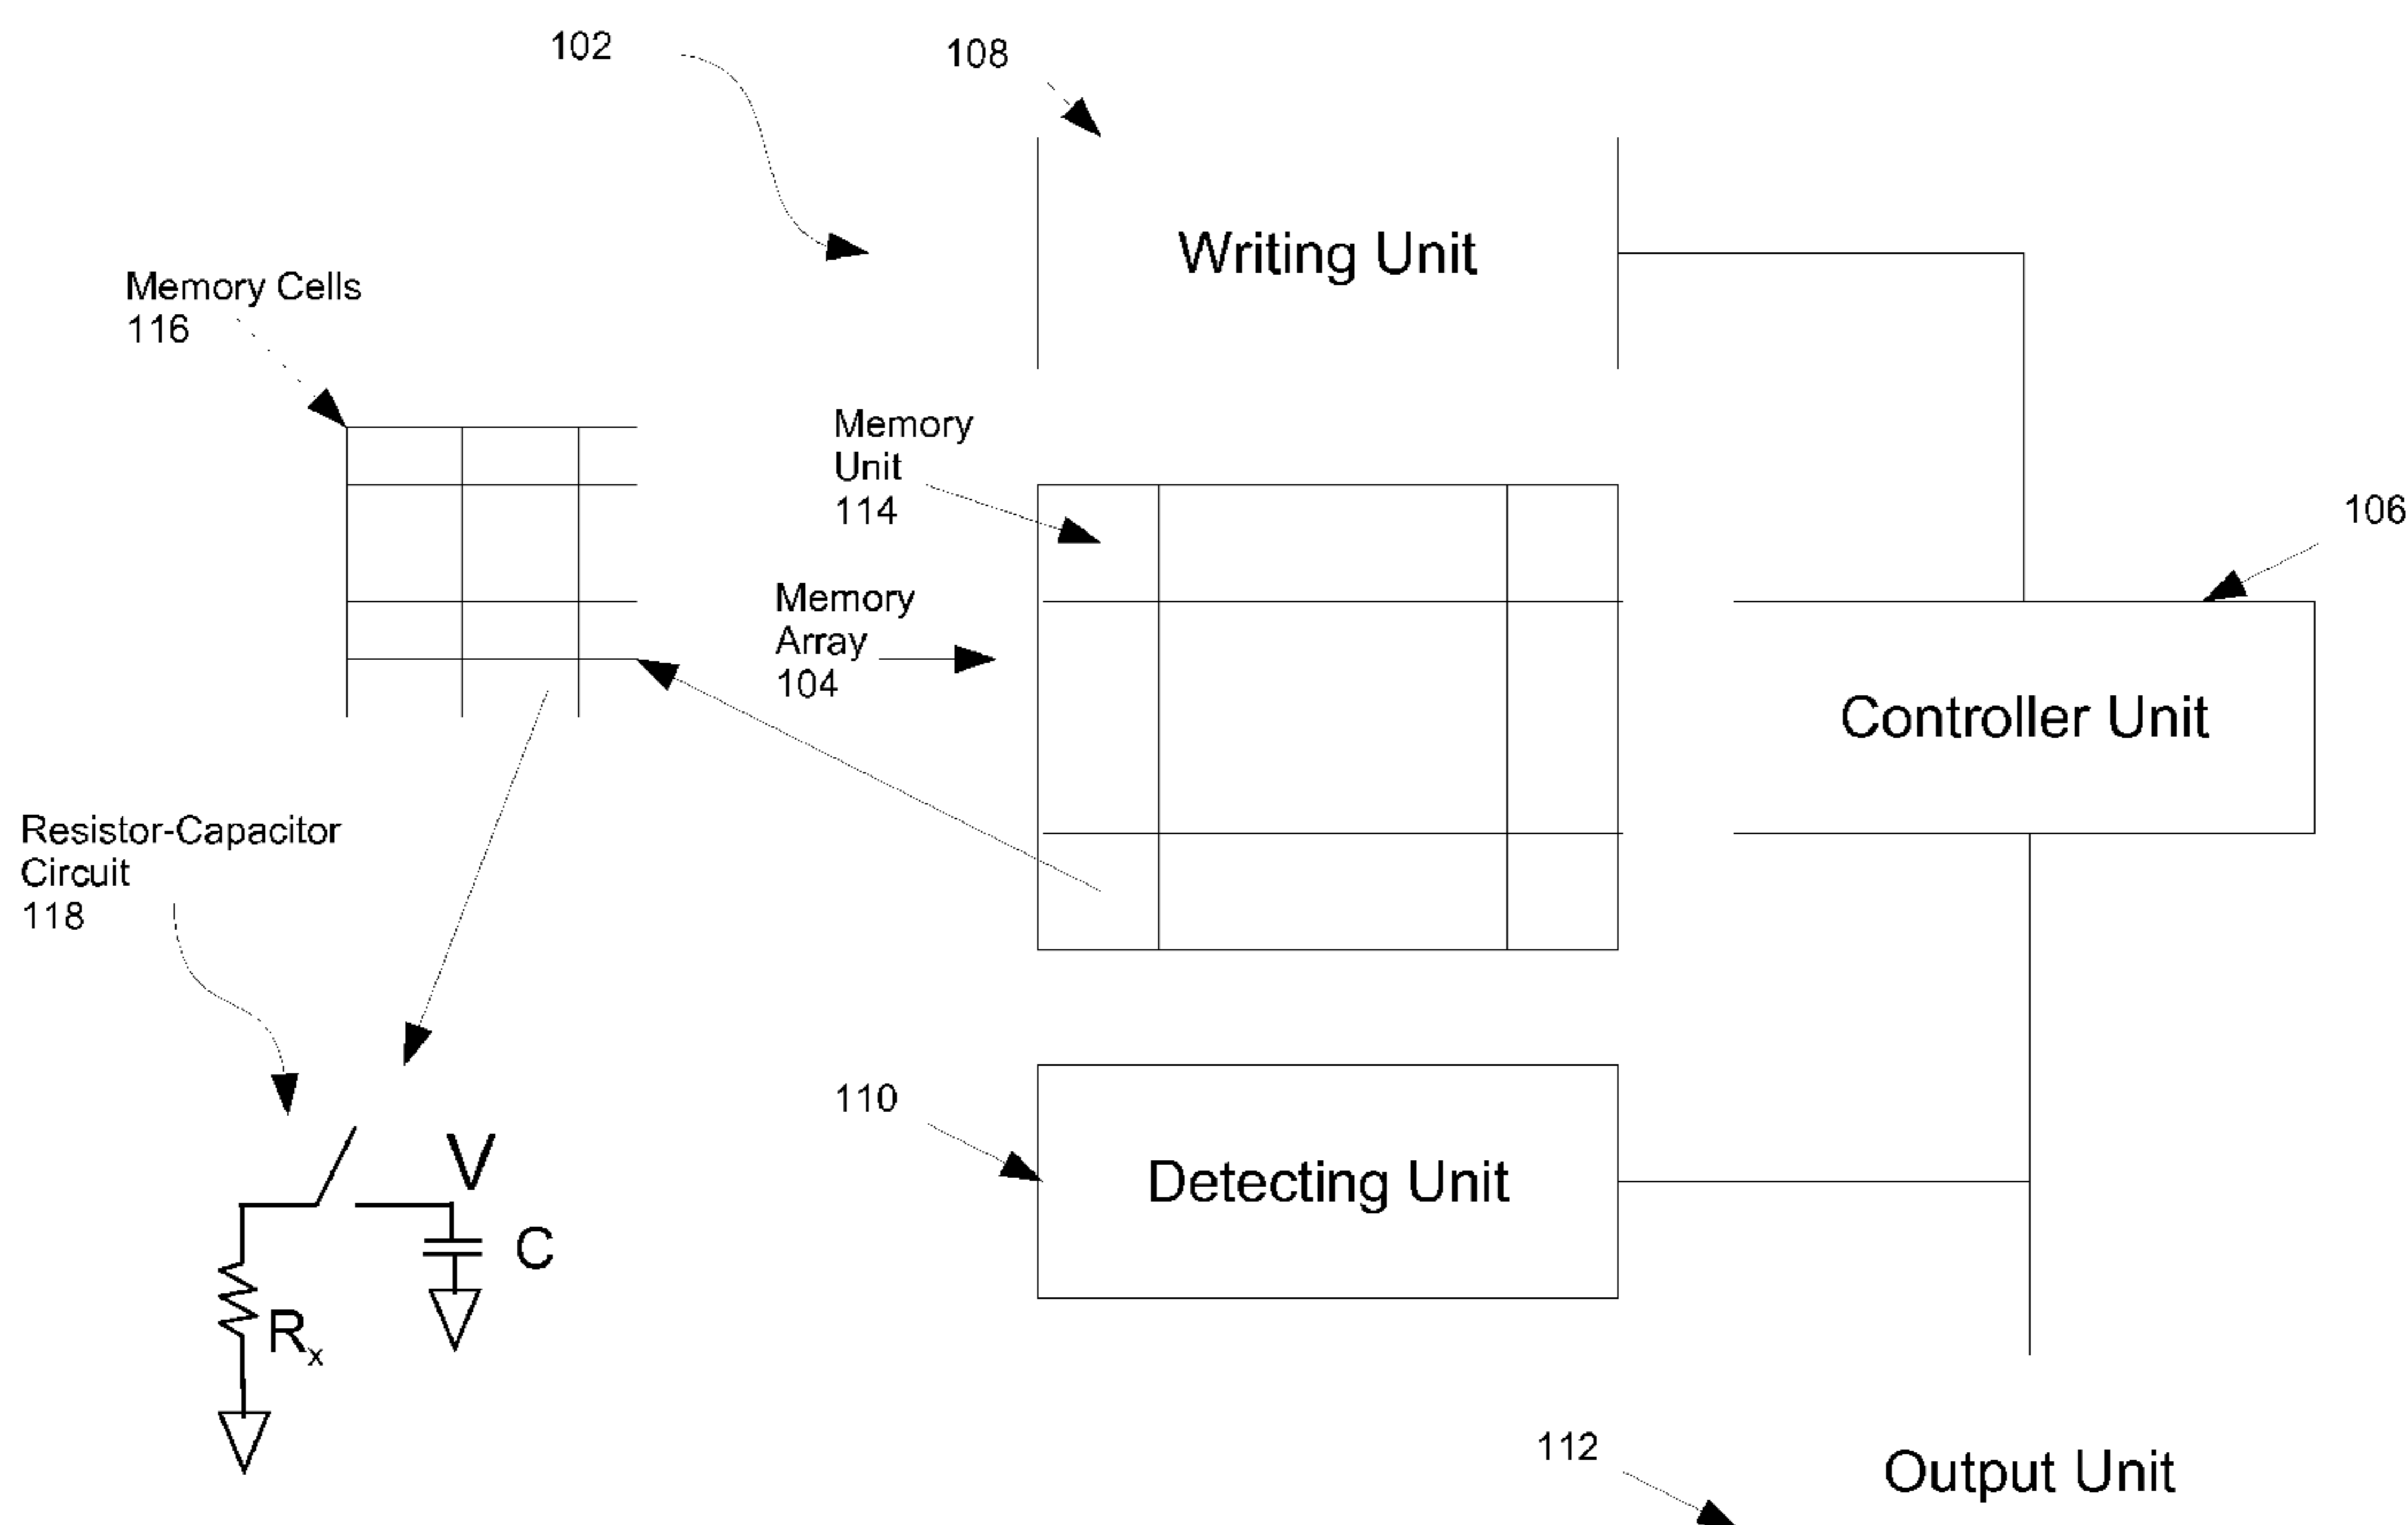 102
108
Writing Unit
Memory Cells
116
Memory
Unit
114
106
Memory
Array
104
Controller Unit
Resistor-Capacitor
Circuit
118
110
V
Detecting Unit
C
Rx
112
Output Unit